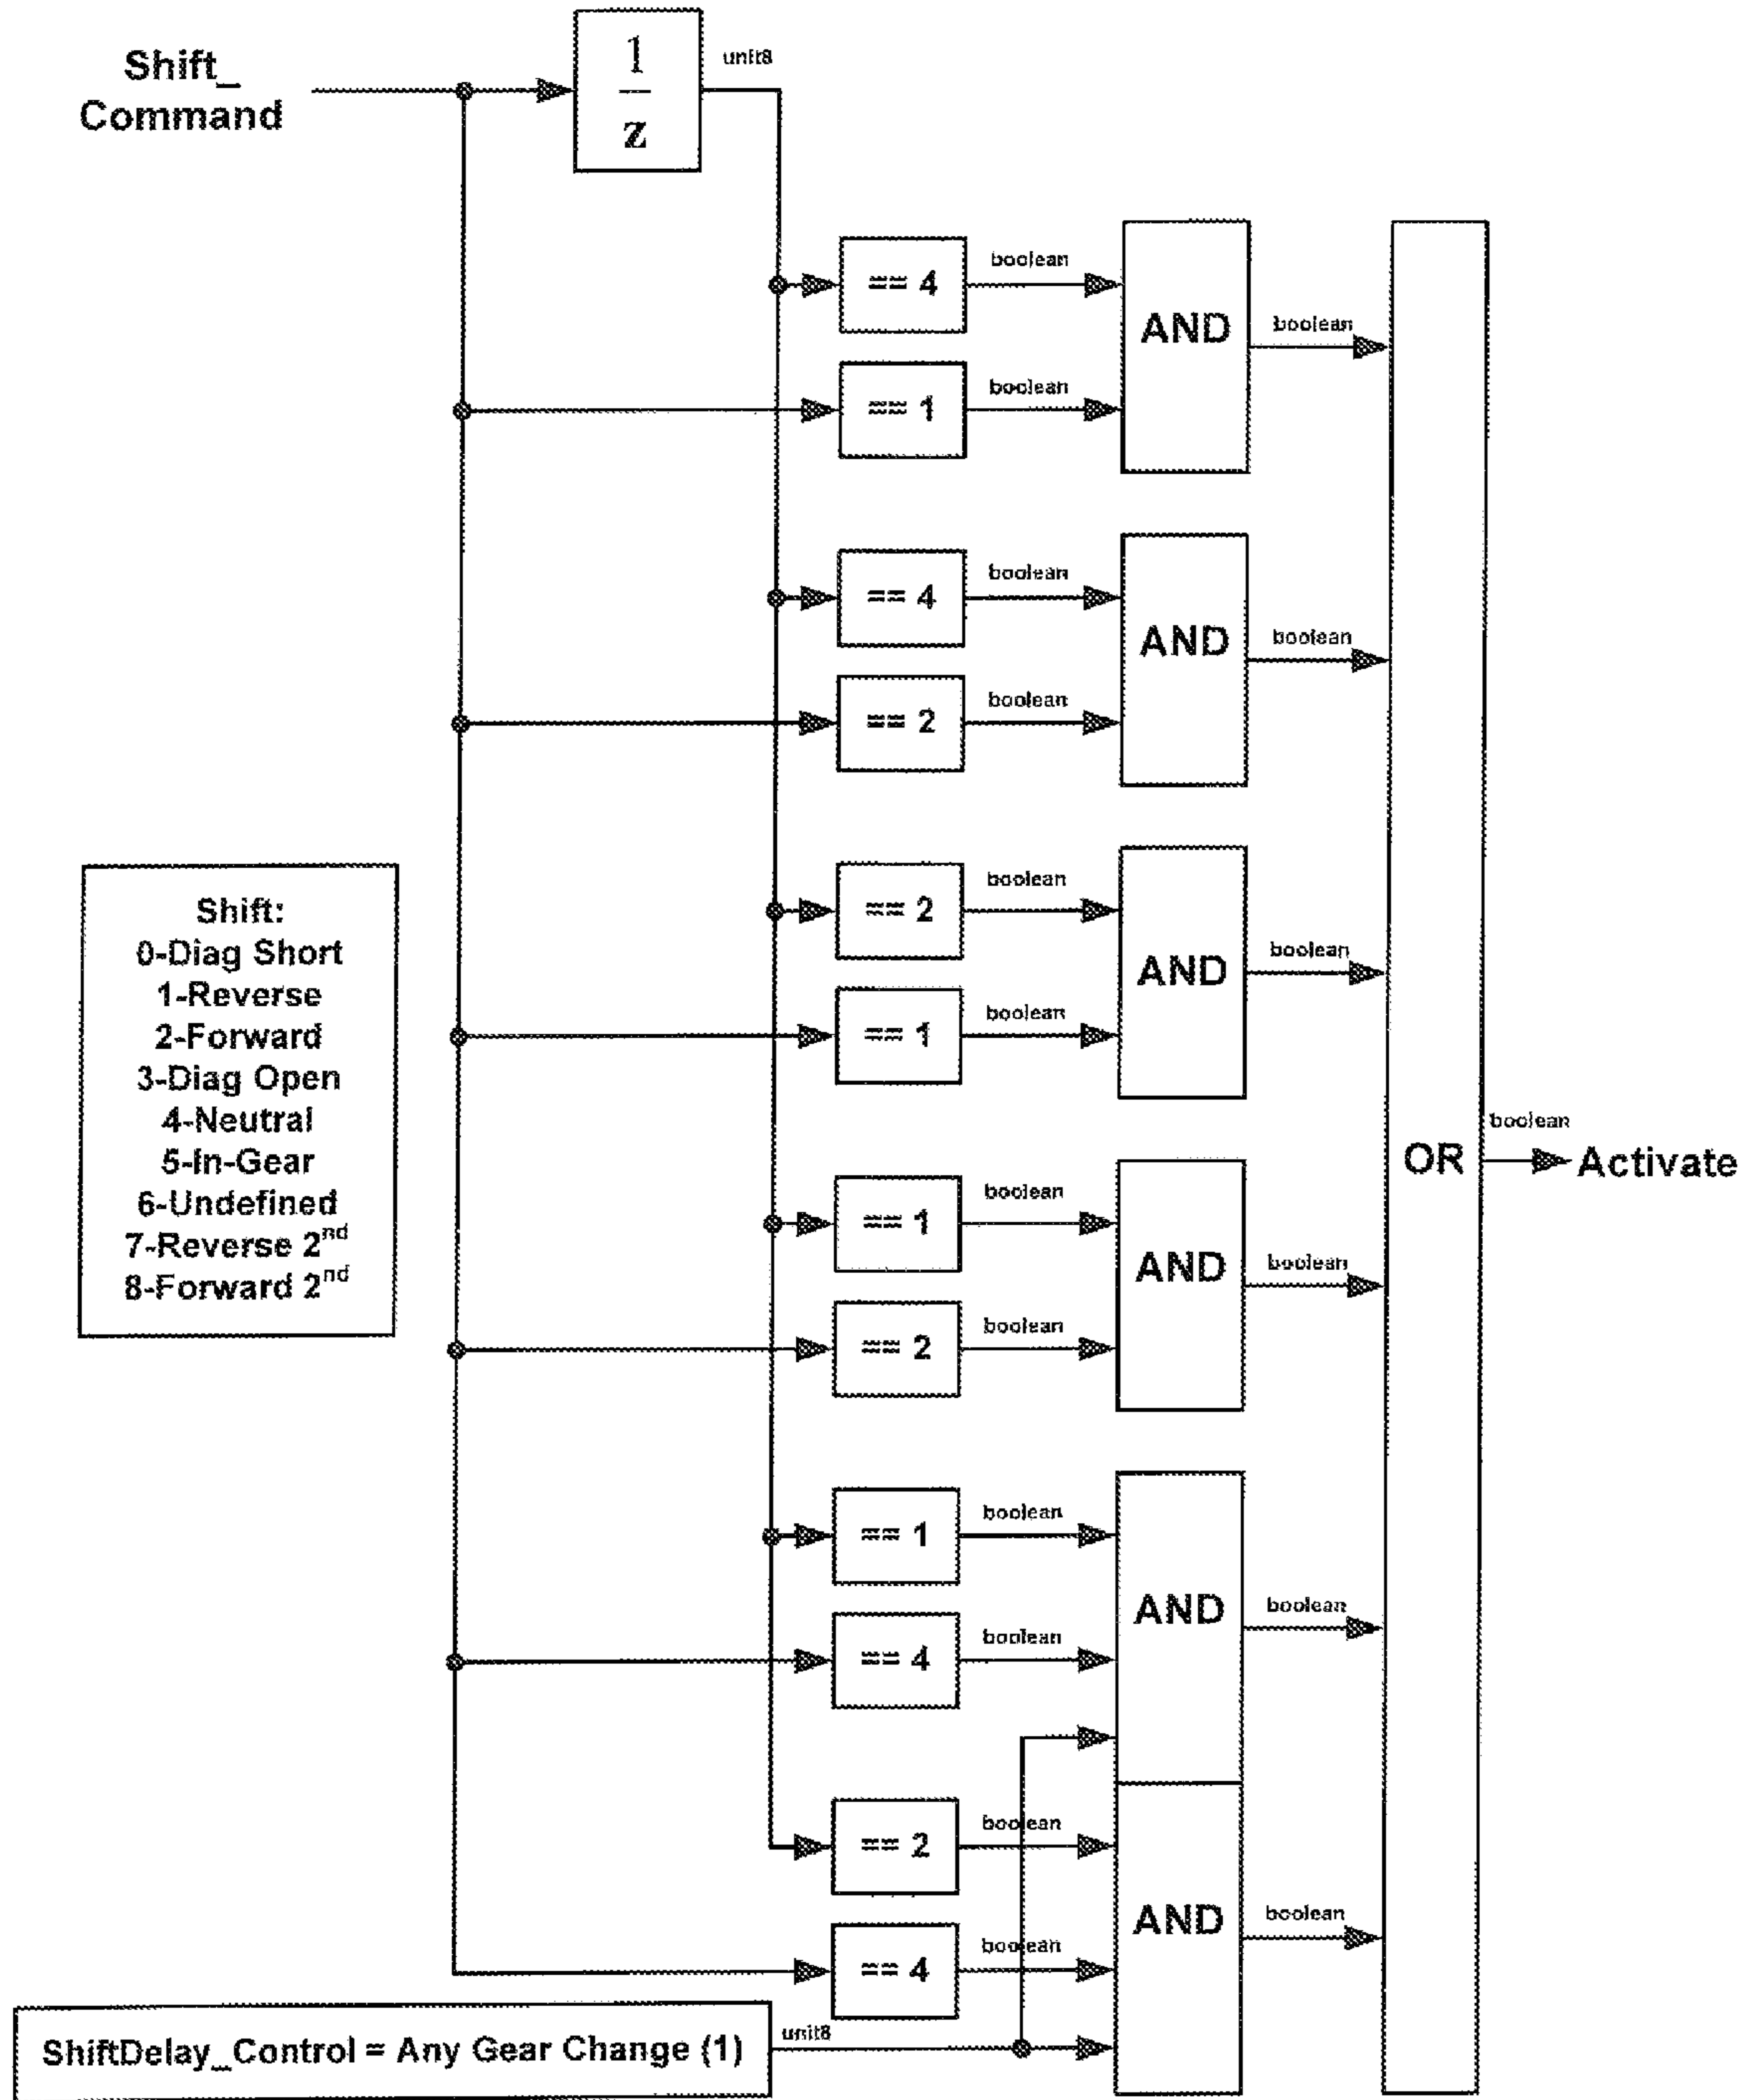 Shift_
Command
1
z
unit8
== 4
boolean
== 1
boolean
AND
boolean
== 4
boolean
== 2
boolean
AND
boolean
== 2
boolean
== 1
boolean
AND
boolean
Shift:
0-Diag Short
1-Reverse
2-Forward
3-Diag Open
4-Neutral
5-In-Gear
6-Undefined
7-Reverse 2nd
8-Forward 2nd
== 1
boolean
== 2
boolean
AND
boolean
OR
boolean
Activate
== 1
boolean
== 4
boolean
AND
boolean
== 2
boolean
== 4
boolean
AND
boolean
ShiftDelay_Control = Any Gear Change (1)
unit8